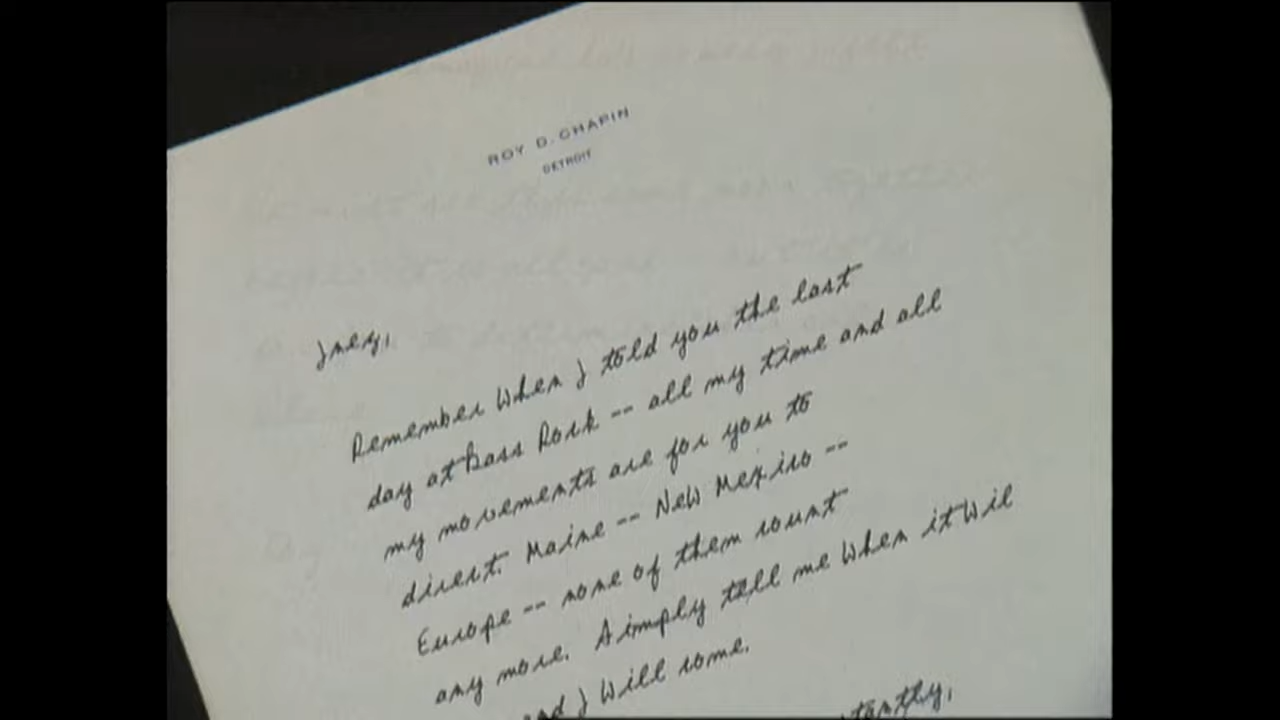 ROY D. CHAPIN
DETROIT
Inez,
Remember when I told you the last
day at Bass Rock -- all my time and all
my movements are for you to
direct. Maine -- New Mexico --
Europe -- none of them count
any more. Simply tell me when it wil
and I will come.